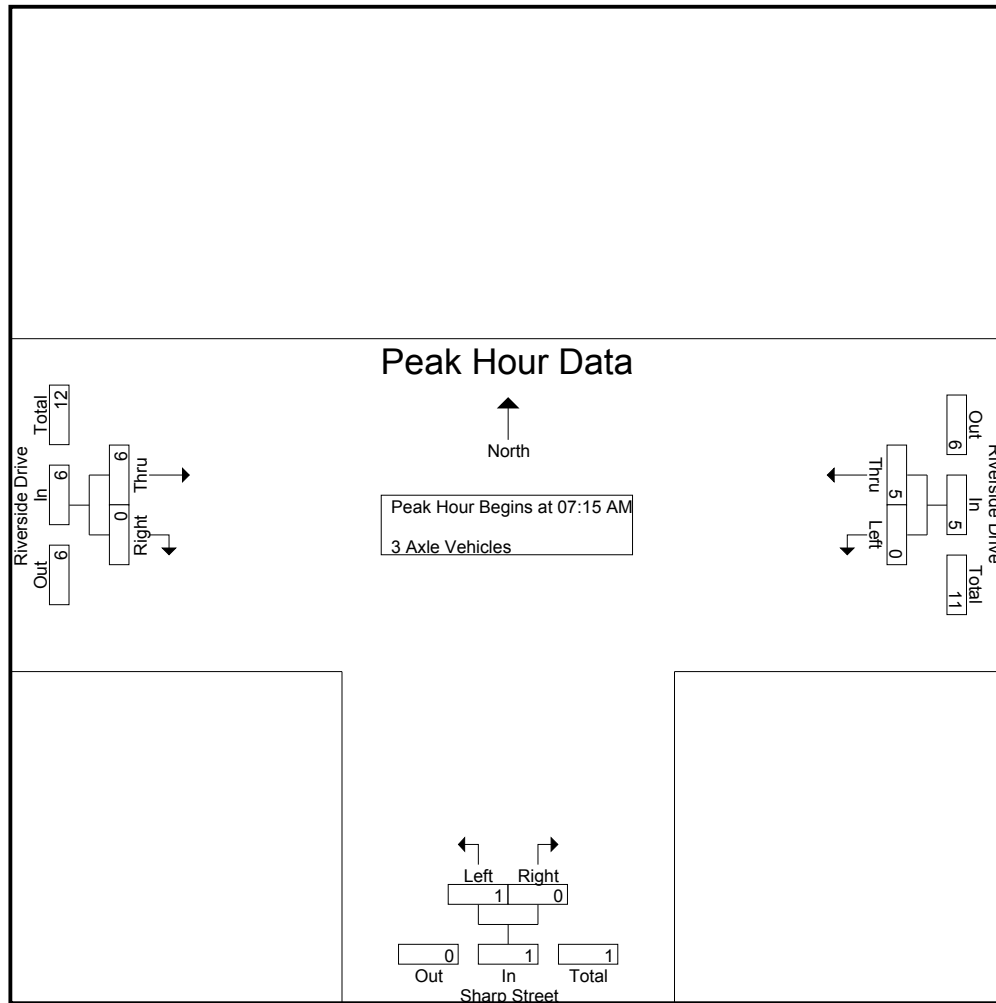 Peak Hour Data
North
Peak Hour Begins at 07:15 AM
3 Axle Vehicles
Riverside Drive
Out In Total
6 6 12
Right Thru
0 6
Riverside Drive
Out In Total
6 5 11
Thru Left
5 0
Left Right
1 0
0 1 1
Out In Total
Sharp Street